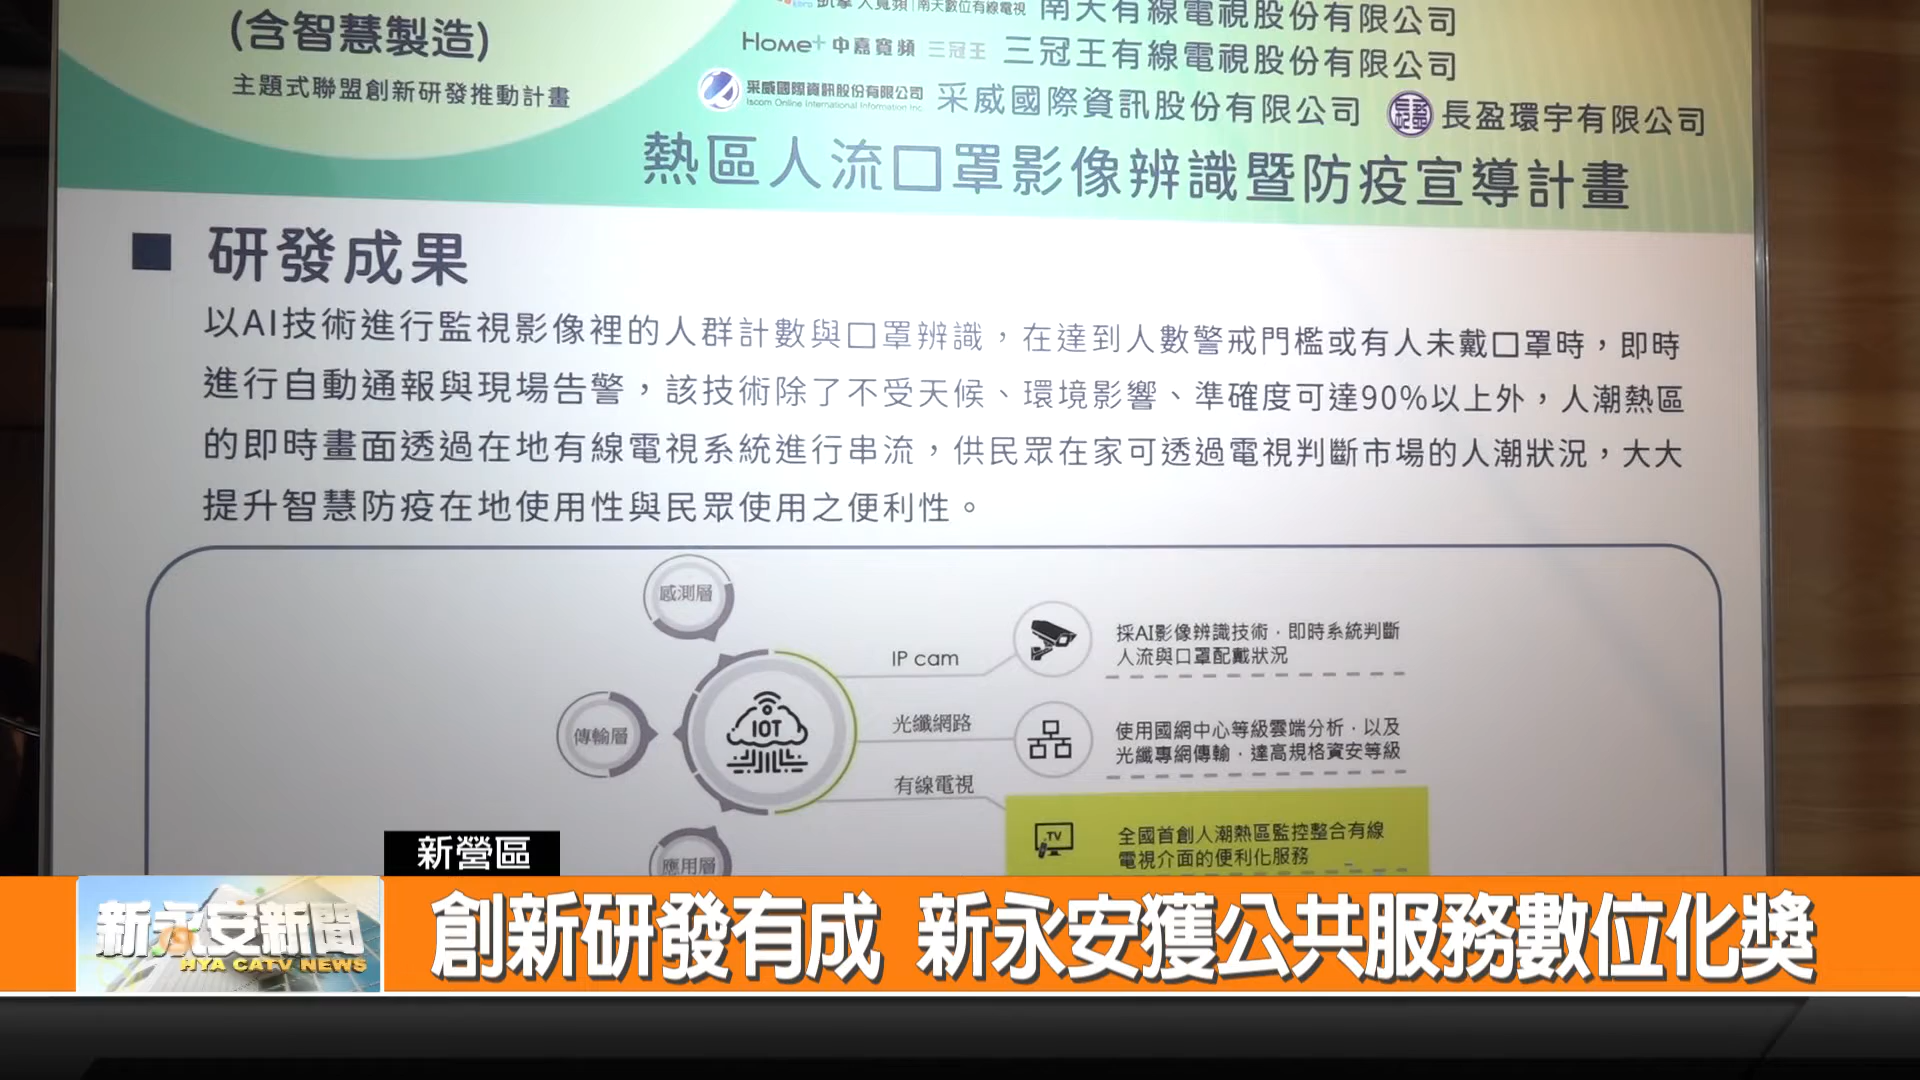 南天數位有線電視 南天有線電視股份有限公司
(含智慧製造)
Home+ 中嘉寬頻 三冠王 三冠王有線電視股份有限公司
主題式聯盟創新研發推動計畫
采威國際資訊股份有限公司 采威國際資訊股份有限公司 長盈環宇有限公司
Iscom Online International Information Inc.
熱區人流口罩影像辨識暨防疫宣導計畫
■ 研發成果
以AI技術進行監視影像裡的人群計數與口罩辨識，在達到人數警戒門檻或有人未戴口罩時，即時
進行自動通報與現場告警，該技術除了不受天候、環境影響、準確度可達90%以上外，人潮熱區
的即時畫面透過在地有線電視系統進行串流，供民眾在家可透過電視判斷市場的人潮狀況，大大
提升智慧防疫在地使用性與民眾使用之便利性。
感測層
IP cam
採AI影像辨識技術，即時系統判斷
人流與口罩配戴狀況
傳輸層
IOT
光纖網路
使用國網中心等級雲端分析，以及
光纖專網傳輸，達高規格資安等級
有線電視
TV
全國首創人潮熱區監控整合有線
電視介面的便利化服務
應用層
新營區
新永安新聞
HYA CATV NEWS
創新研發有成 新永安獲公共服務數位化獎